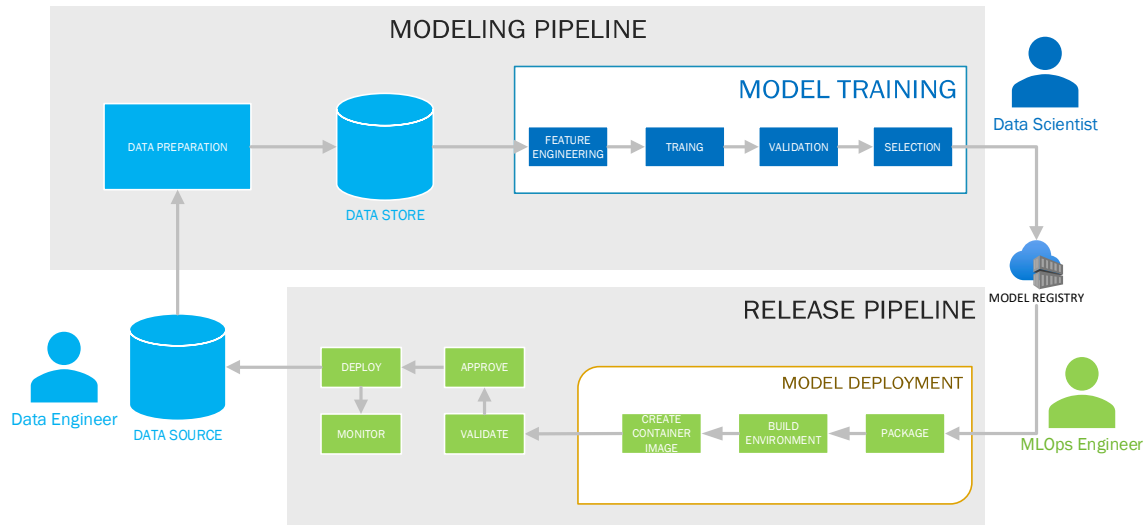 MODELING PIPELINE
MODEL TRAINING
Data Scientist
DATA PREPARATION
FEATURE
ENGINEERING
TRAING
VALIDATION
SELECTION
DATA STORE
MODEL REGISTRY
RELEASE PIPELINE
Data Engineer
DATA SOURCE
DEPLOY
APPROVE
MODEL DEPLOYMENT
MONITOR
VALIDATE
CREATE
CONTAINER
IMAGE
BUILD
ENVIRONMENT
PACKAGE
MLOps Engineer